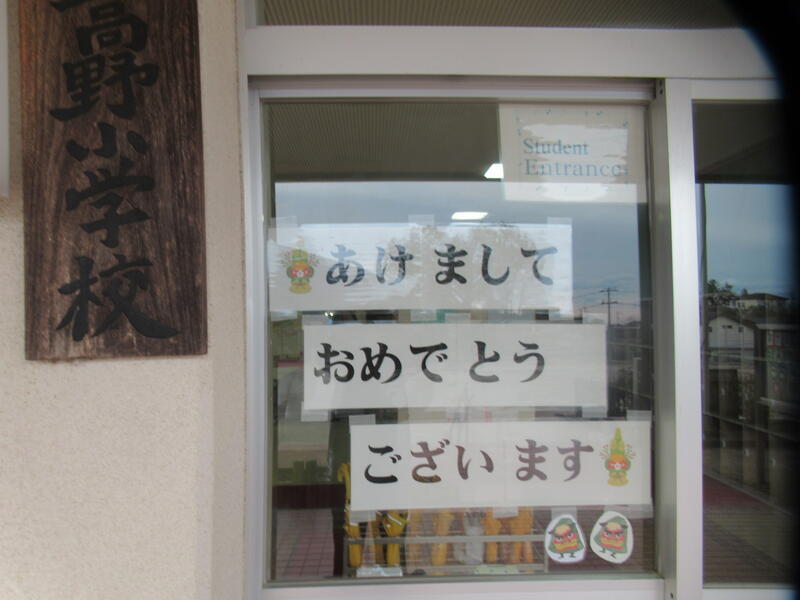 高野小学校
Student
Entrance
あけまして
おめでとう
ございます